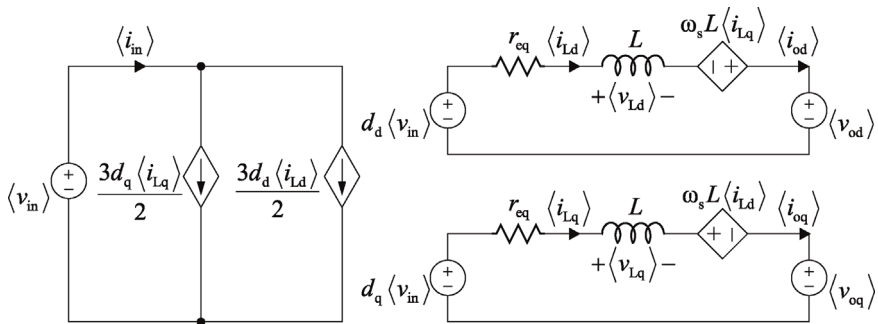 ⟨i_in⟩
⟨v_in⟩
+
−
3d_q⟨i_Lq⟩
2
3d_d⟨i_Ld⟩
2
r_eq ⟨i_Ld⟩ L ω_s L⟨i_Lq⟩ ⟨i_od⟩
− +
+⟨v_Ld⟩−
d_d⟨v_in⟩
+
−
+
−
⟨v_od⟩
r_eq ⟨i_Lq⟩ L ω_s L⟨i_Ld⟩ ⟨i_oq⟩
+ −
+⟨v_Lq⟩−
d_q⟨v_in⟩
+
−
+
−
⟨v_oq⟩